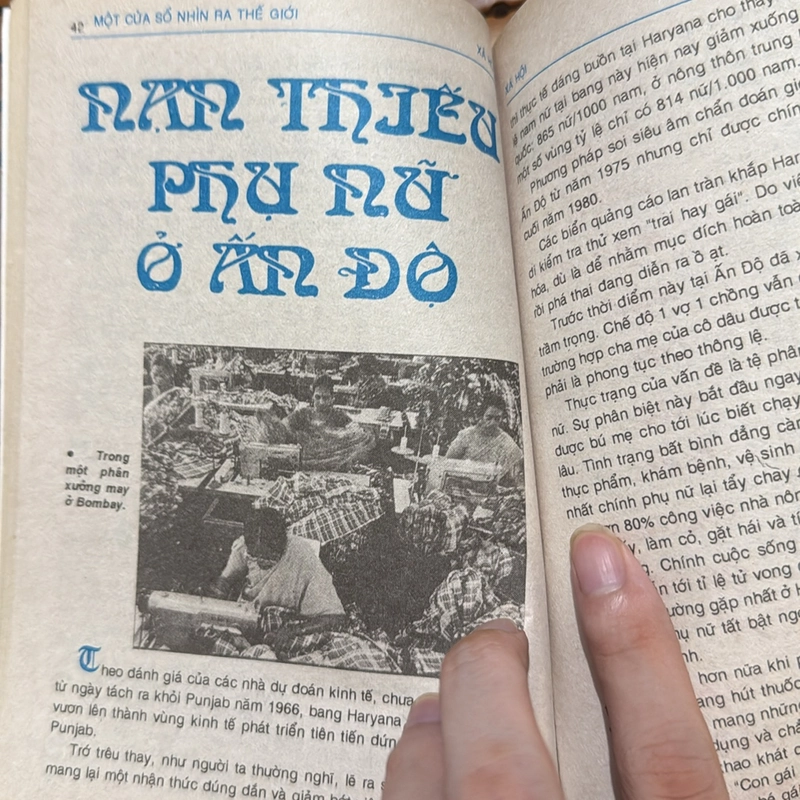 42 MỘT CỬA SỔ NHÌN RA THẾ GIỚI
NẠN THIẾU
PHỤ NỮ
Ở ẤN ĐỘ
• Trong
một phân
xưởng may
ở Bombay.
Theo đánh giá của các nhà dự đoán kinh tế, chưa
từ ngày tách ra khỏi Punjab năm 1966, bang Haryana
vươn lên thành vùng kinh tế phát triển tiên tiến đứn
Punjab.
Trớ trêu thay, như người ta thường nghĩ, lẽ ra
mang lại một nhận thức đúng đắn và giảm
XÃ HỘI
thực tế đáng buồn tại Haryana cho thấy
lệ nam nữ tại bang này hiện nay giảm xuống
quốc: 865 nữ/1000 nam, ở nông thôn trung
một số vùng tỷ lệ chỉ có 814 nữ/1.000 nam.
Phương pháp soi siêu âm chẩn đoán
Ấn Độ từ năm 1975 nhưng chỉ được chín
cuối năm 1980.
Các biển quảng cáo lan tràn khắp Har
đi kiểm tra thử xem "trai hay gái". Do
hóa, dù là để nhằm mục đích hoàn toà
rồi phá thai đang diễn ra ồ ạt.
Trước thời điểm này tại Ấn Độ đã
trầm trọng. Chế độ 1 vợ 1 chồng vẫn
trường hợp cha mẹ của cô dâu được
phải là phong tục theo thông lệ.
Thực trạng của vấn đề là tệ phân
nữ. Sự phân biệt này bắt đầu ngay
được bú mẹ cho tới lúc biết chạy
lâu. Tình trạng bất bình đẳng càn
thực phẩm, khám bệnh, vệ sinh
nhất chính phụ nữ lại tẩy chay
80% công việc nhà nôn
làm cỏ, gặt hái và
Chính cuộc sống
tới tỉ lệ tử vong
gặp nhất ở
nữ tất bật
hơn nữa khi
hút thuốc
mang những
dụng và
khao khát
"Con gái